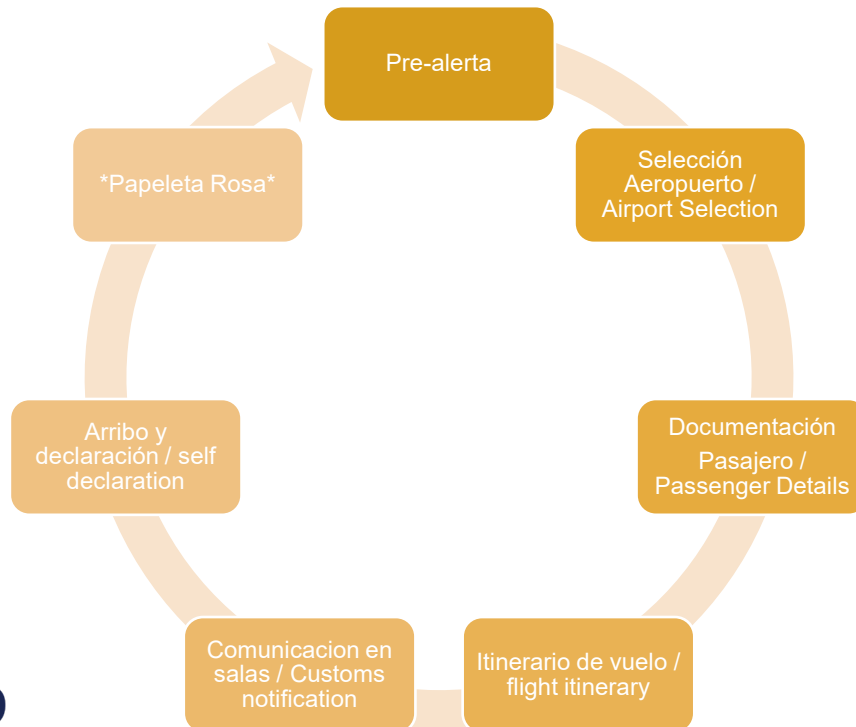 Pre-alerta
Selección
Aeropuerto /
Airport Selection
Documentación
Pasajero /
Passenger Details
Itinerario de vuelo /
flight itinerary
Comunicacion en
salas / Customs
notification
Arribo y
declaración / self
declaration
*Papeleta Rosa*